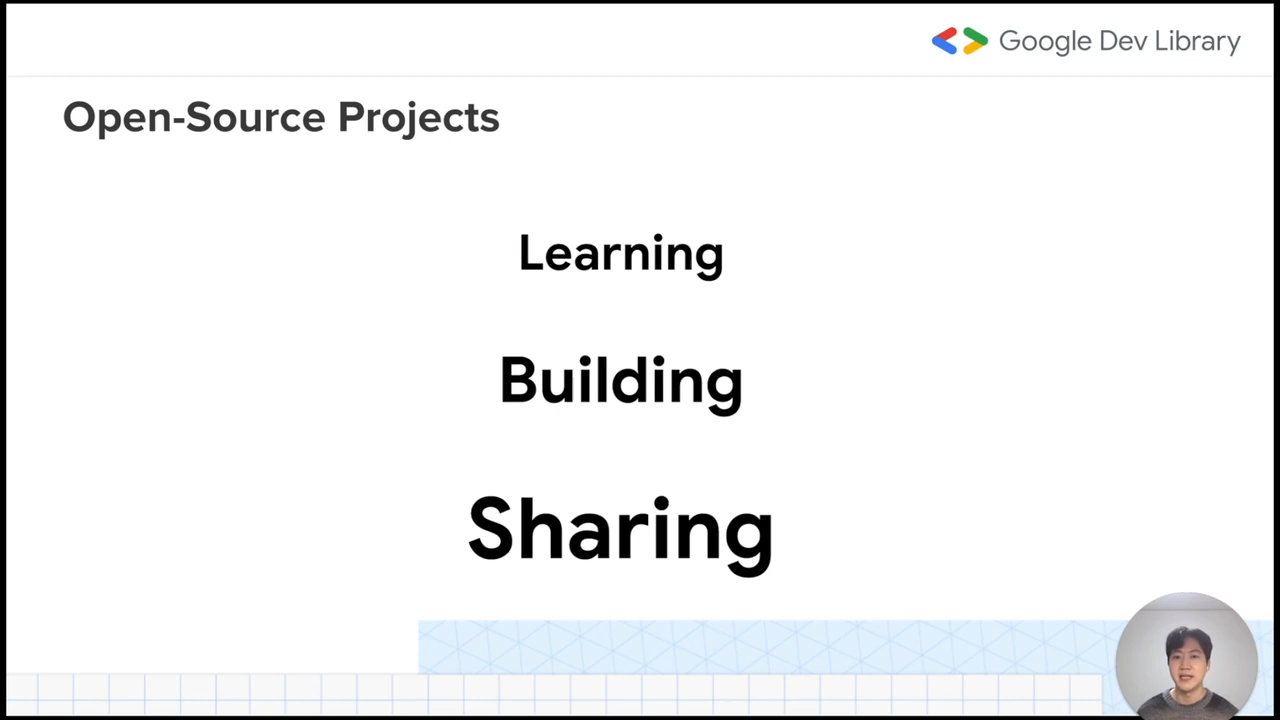 Google Dev Library
Open-Source Projects
Learning
Building
Sharing